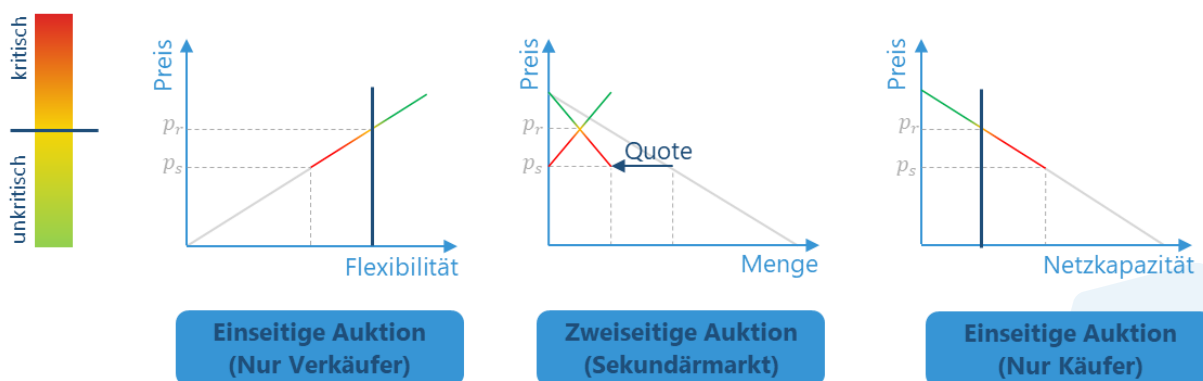 kritisch
unkritisch
Preis
p_r
p_s
Flexibilität
Einseitige Auktion
(Nur Verkäufer)
Preis
p_r
p_s
Quote
Menge
Zweiseitige Auktion
(Sekundärmarkt)
Preis
p_r
p_s
Netzkapazität
Einseitige Auktion
(Nur Käufer)